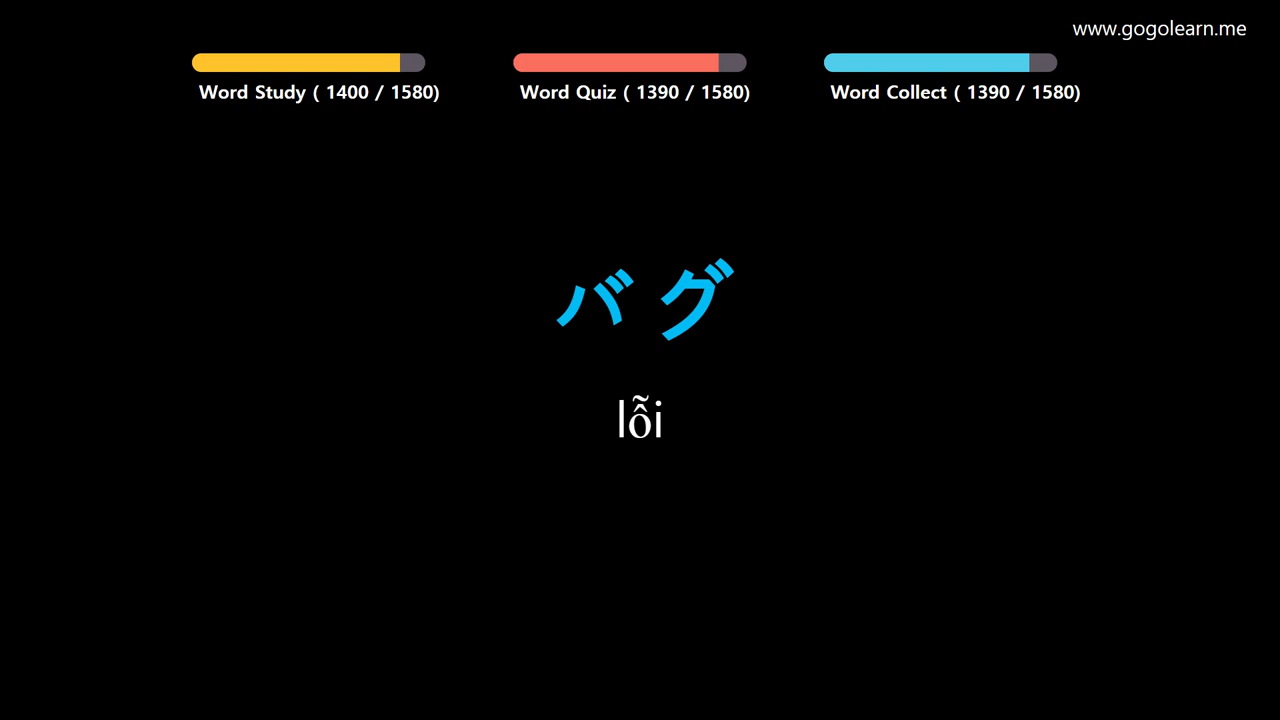 www.gogolearn.me
Word Study ( 1400 / 1580)
Word Quiz ( 1390 / 1580)
Word Collect ( 1390 / 1580)
バグ
lỗi